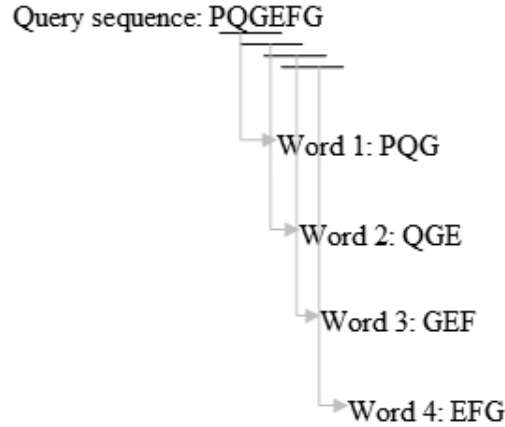 Query sequence: PQGEFG
Word 1: PQG
Word 2: QGE
Word 3: GEF
Word 4: EFG